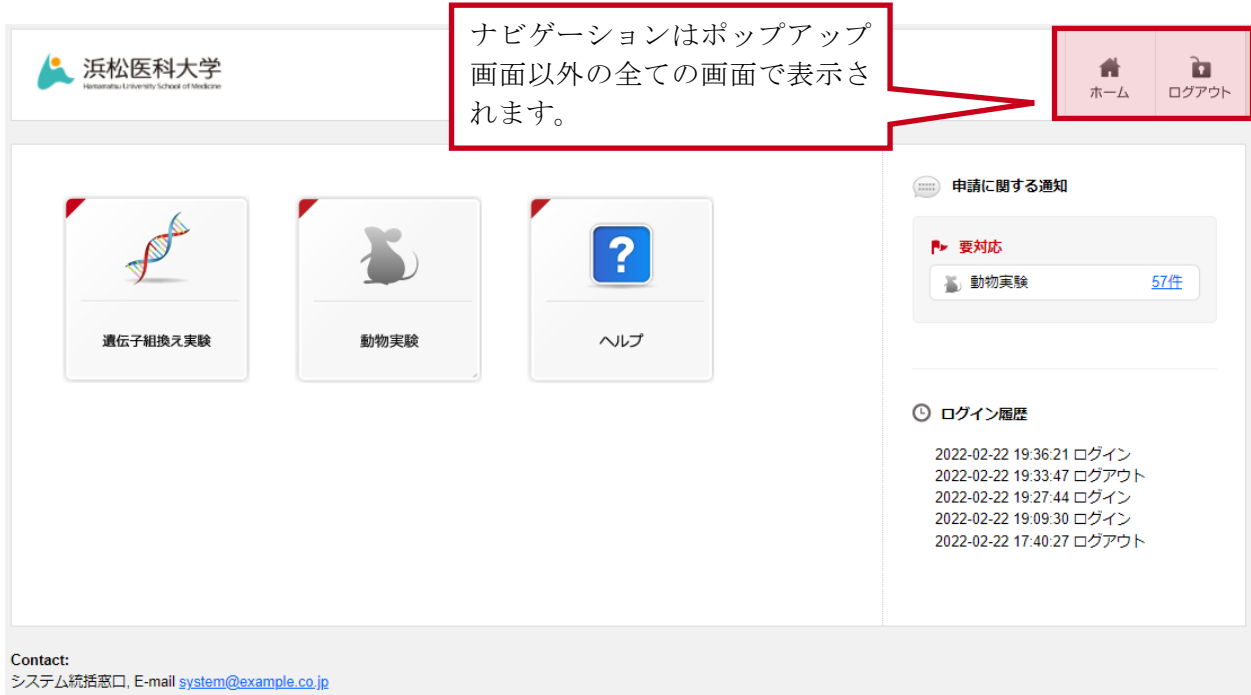 ナビゲーションはポップアップ
画面以外の全ての画面で表示さ
れます。
浜松医科大学
Hamamatsu University School of Medicine
ホーム
ログアウト
遺伝子組換え実験
動物実験
ヘルプ
申請に関する通知
要対応
動物実験 57件
ログイン履歴
2022-02-22 19:36:21 ログイン
2022-02-22 19:33:47 ログアウト
2022-02-22 19:27:44 ログイン
2022-02-22 19:09:30 ログイン
2022-02-22 17:40:27 ログアウト
Contact:
システム統括窓口, E-mail system@example.co.jp